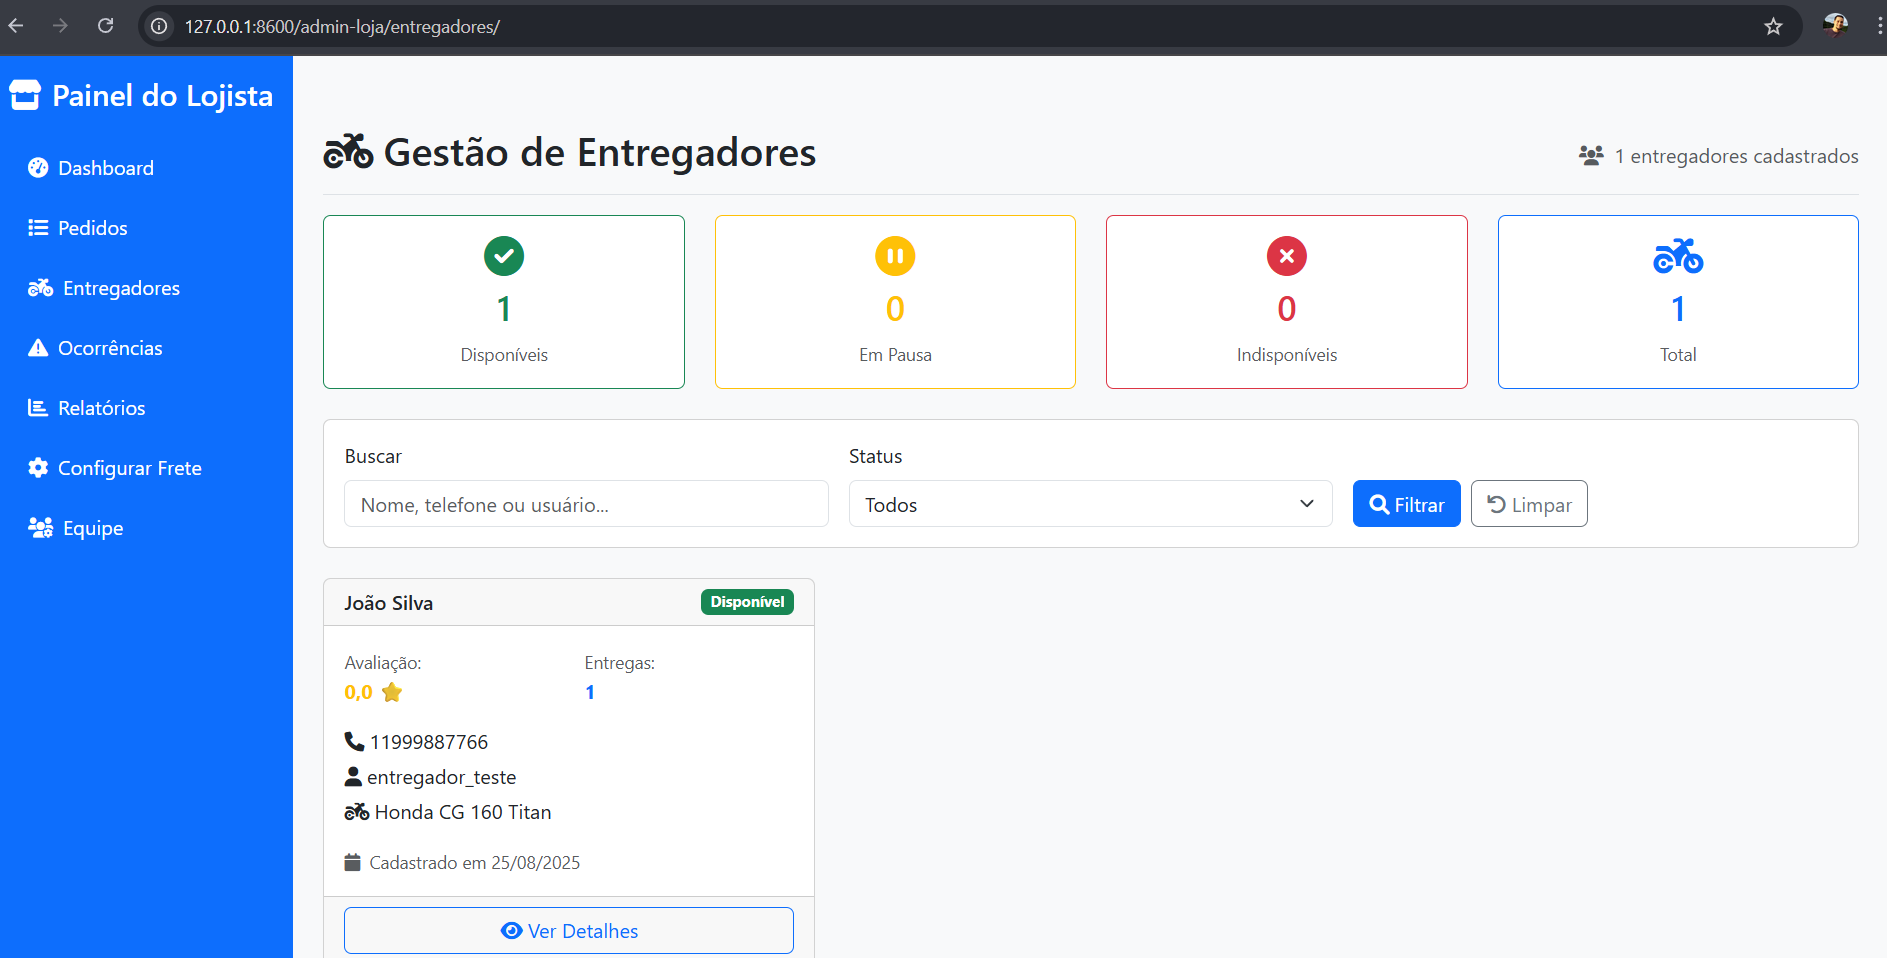 127.0.0.1:8600/admin-loja/entregadores/
Painel do Lojista
Dashboard
Pedidos
Entregadores
Ocorrências
Relatórios
Configurar Frete
Equipe
Gestão de Entregadores
1 entregadores cadastrados
1
Disponíveis
0
Em Pausa
0
Indisponíveis
1
Total
Buscar
Nome, telefone ou usuário...
Status
Todos
Filtrar
Limpar
João Silva
Disponível
Avaliação:
0,0
Entregas:
1
11999887766
entregador_teste
Honda CG 160 Titan
Cadastrado em 25/08/2025
Ver Detalhes